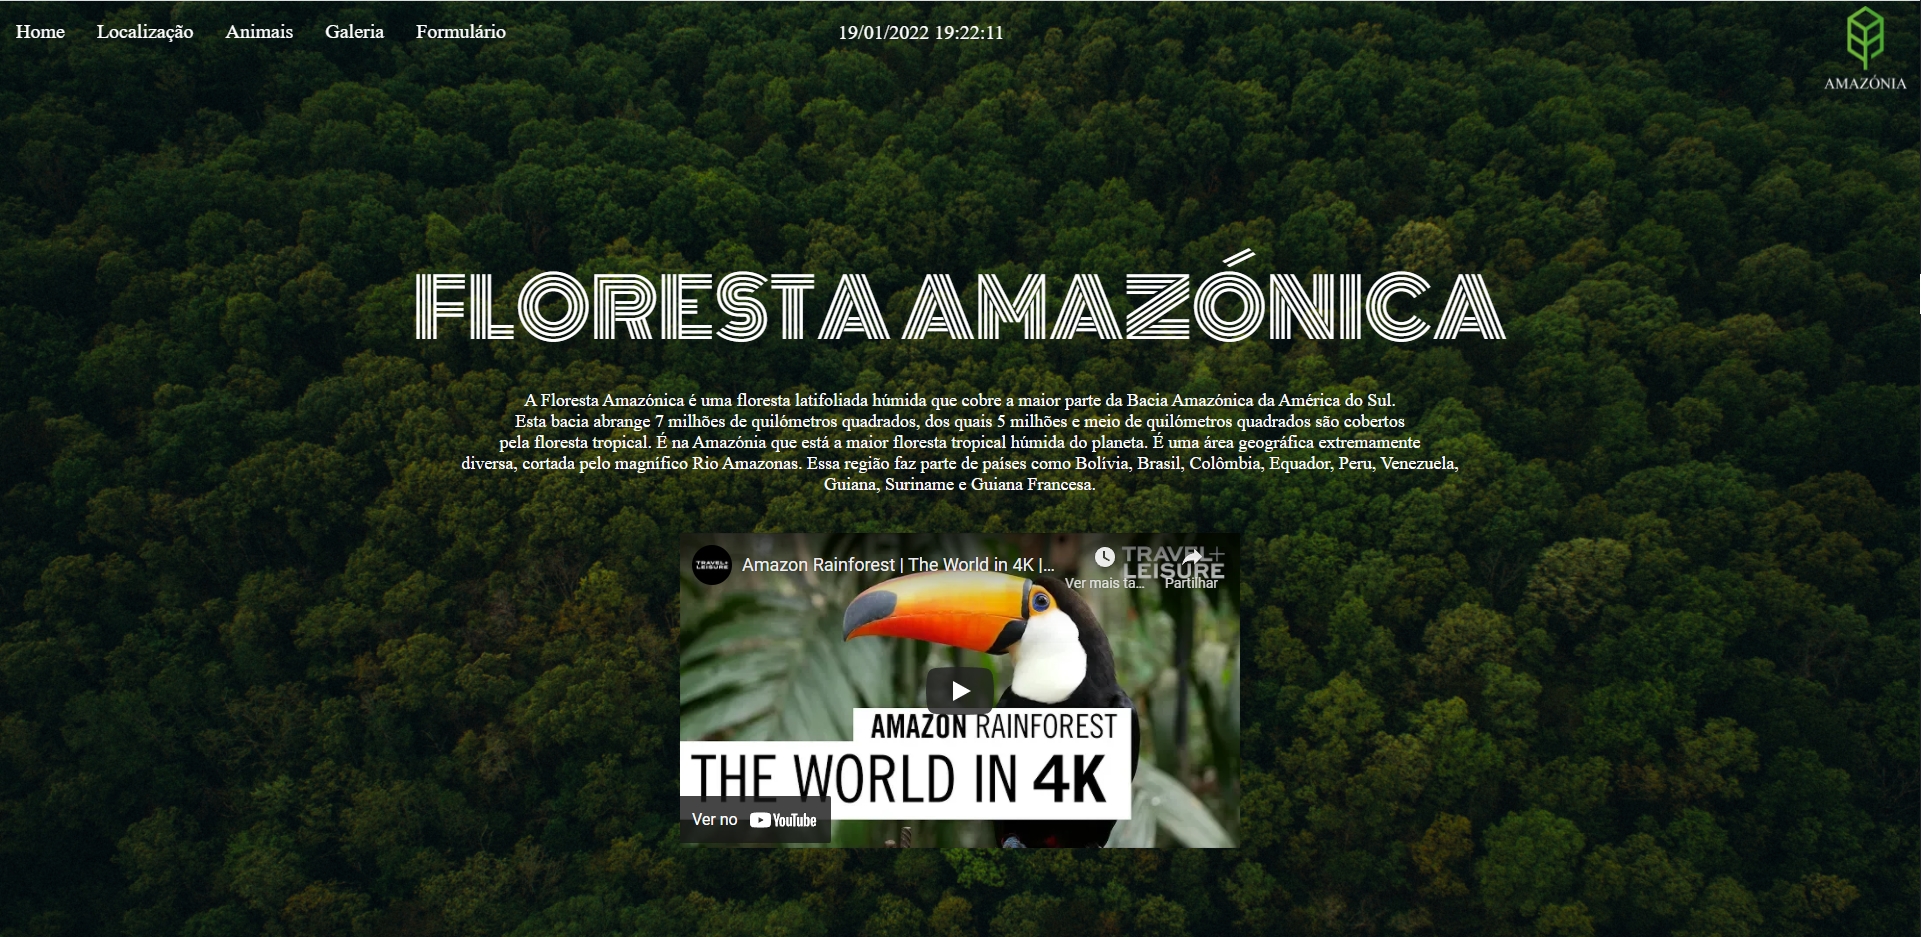 Home Localização Animais Galeria Formulário 19/01/2022 19:22:11
AMAZÓNIA
FLORESTA AMAZÓNICA
A Floresta Amazónica é uma floresta latifoliada húmida que cobre a maior parte da Bacia Amazónica da América do Sul.
Esta bacia abrange 7 milhões de quilómetros quadrados, dos quais 5 milhões e meio de quilómetros quadrados são cobertos
pela floresta tropical. É na Amazónia que está a maior floresta tropical húmida do planeta. É uma área geográfica extremamente
diversa, cortada pelo magnífico Rio Amazonas. Essa região faz parte de países como Bolívia, Brasil, Colômbia, Equador, Peru, Venezuela,
Guiana, Suriname e Guiana Francesa.
TRAVEL+
LEISURE
Amazon Rainforest | The World in 4K |...
TRAVEL+
LEISURE
Ver mais ta... Partilhar
AMAZON RAINFOREST
THE WORLD IN 4K
Ver no YouTube